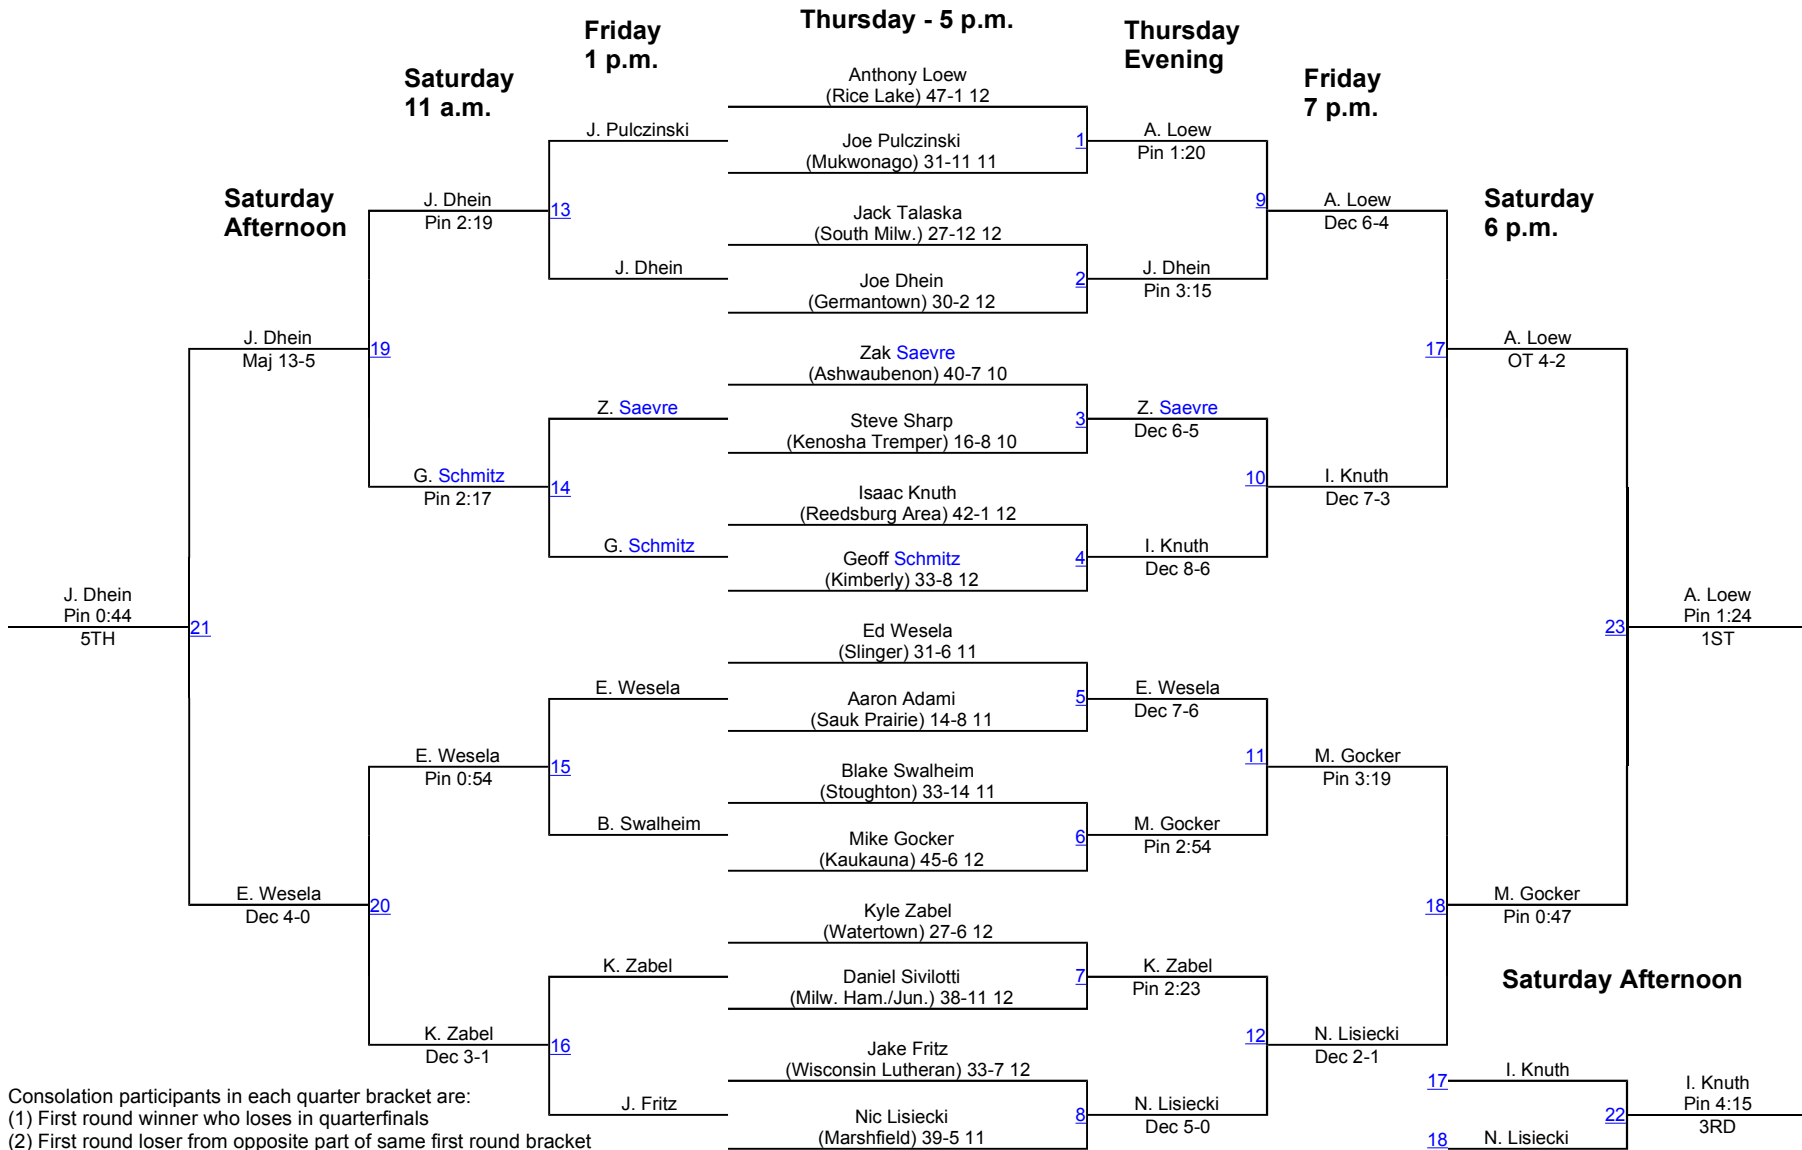 Thursday - 5 p.m.
Friday
1 p.m.
Thursday
Evening
Saturday
11 a.m.
Friday
7 p.m.
Saturday
Afternoon
Saturday
6 p.m.
Anthony Loew
(Rice Lake) 47-1 12
Joe Pulczinski
(Mukwonago) 31-11 11
Jack Talaska
(South Milw.) 27-12 12
Joe Dhein
(Germantown) 30-2 12
Zak Saevre
(Ashwaubenon) 40-7 10
Steve Sharp
(Kenosha Tremper) 16-8 10
Isaac Knuth
(Reedsburg Area) 42-1 12
Geoff Schmitz
(Kimberly) 33-8 12
Ed Wesela
(Slinger) 31-6 11
Aaron Adami
(Sauk Prairie) 14-8 11
Blake Swalheim
(Stoughton) 33-14 11
Mike Gocker
(Kaukauna) 45-6 12
Kyle Zabel
(Watertown) 27-6 12
Daniel Sivilotti
(Milw. Ham./Jun.) 38-11 12
Jake Fritz
(Wisconsin Lutheran) 33-7 12
Nic Lisiecki
(Marshfield) 39-5 11
1
2
3
4
5
6
7
8
A. Loew
Pin 1:20
J. Dhein
Pin 3:15
Z. Saevre
Dec 6-5
I. Knuth
Dec 8-6
E. Wesela
Dec 7-6
M. Gocker
Pin 2:54
K. Zabel
Pin 2:23
N. Lisiecki
Dec 5-0
9
10
11
12
A. Loew
Dec 6-4
I. Knuth
Dec 7-3
M. Gocker
Pin 3:19
N. Lisiecki
Dec 2-1
17
18
A. Loew
OT 4-2
M. Gocker
Pin 0:47
23
A. Loew
Pin 1:24
1ST
Saturday Afternoon
17
I. Knuth
18
N. Lisiecki
22
I. Knuth
Pin 4:15
3RD
J. Pulczinski
J. Dhein
Z. Saevre
G. Schmitz
E. Wesela
B. Swalheim
K. Zabel
J. Fritz
13
14
15
16
J. Dhein
Pin 2:19
G. Schmitz
Pin 2:17
E. Wesela
Pin 0:54
K. Zabel
Dec 3-1
19
20
J. Dhein
Maj 13-5
E. Wesela
Dec 4-0
21
J. Dhein
Pin 0:44
5TH
Consolation participants in each quarter bracket are:
(1) First round winner who loses in quarterfinals
(2) First round loser from opposite part of same first round bracket